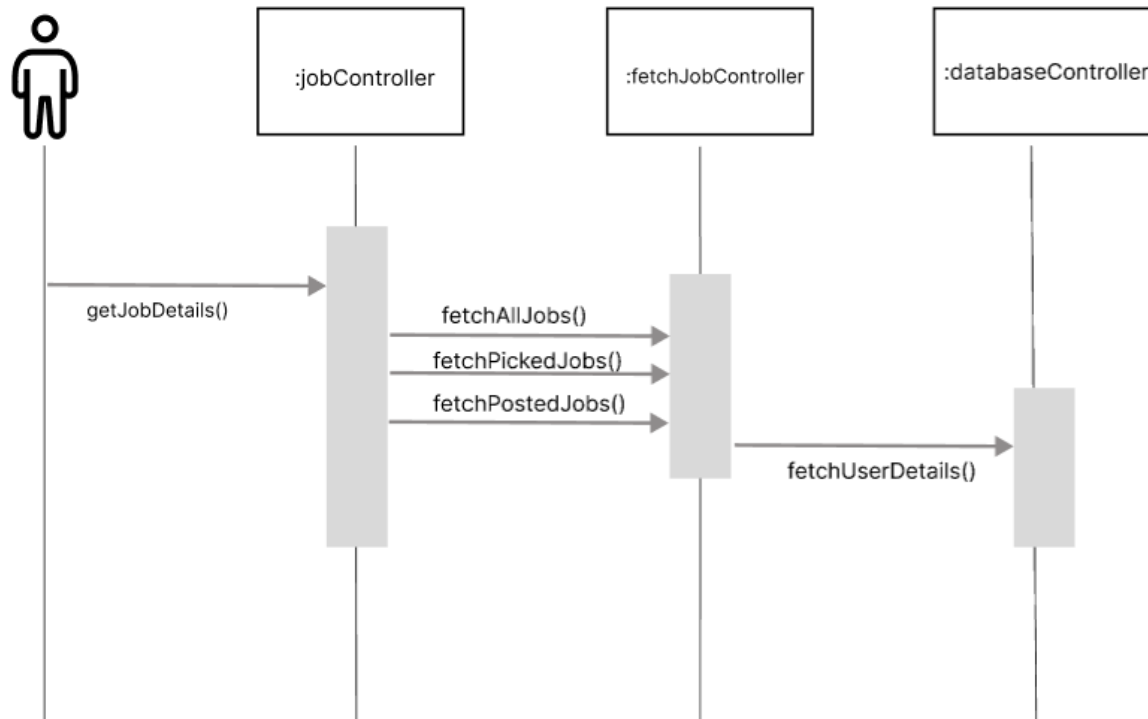 :jobController
:fetchJobController
:databaseController
getJobDetails()
fetchAllJobs()
fetchPickedJobs()
fetchPostedJobs()
fetchUserDetails()